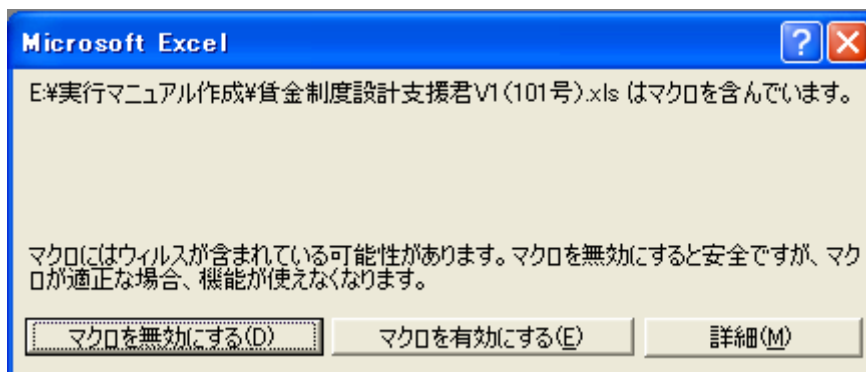 Microsoft Excel
E:¥実行マニュアル作成¥賃金制度設計支援君V1(101号).xls はマクロを含んでいます。
マクロにはウィルスが含まれている可能性があります。マクロを無効にすると安全ですが、マク
ロが適正な場合、機能が使えなくなります。
マクロを無効にする(D) マクロを有効にする(E) 詳細(M)